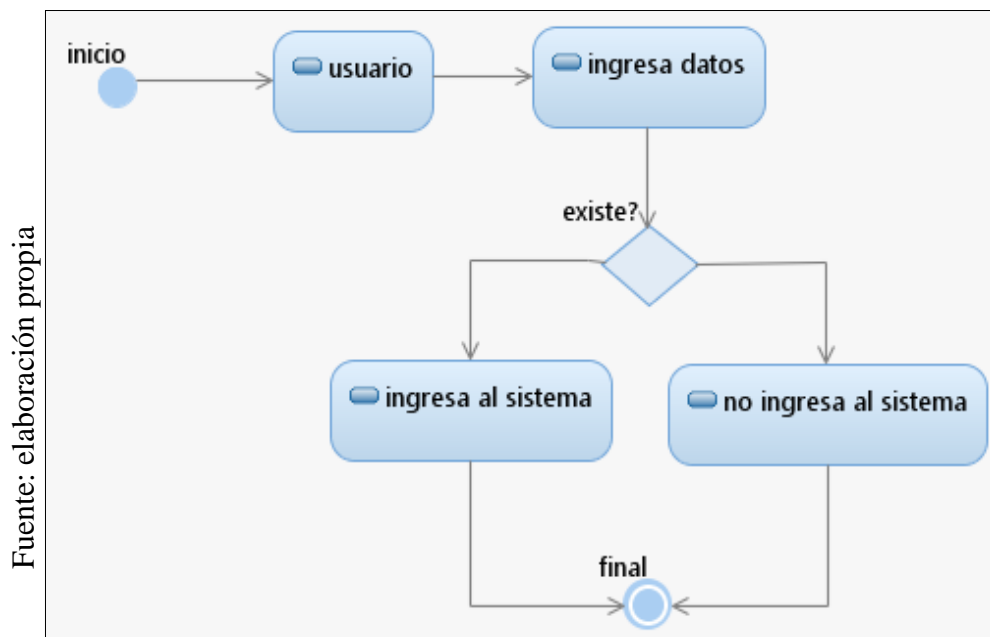 inicio
usuario
ingresa datos
existe?
ingresa al sistema
no ingresa al sistema
final
Fuente: elaboración propia